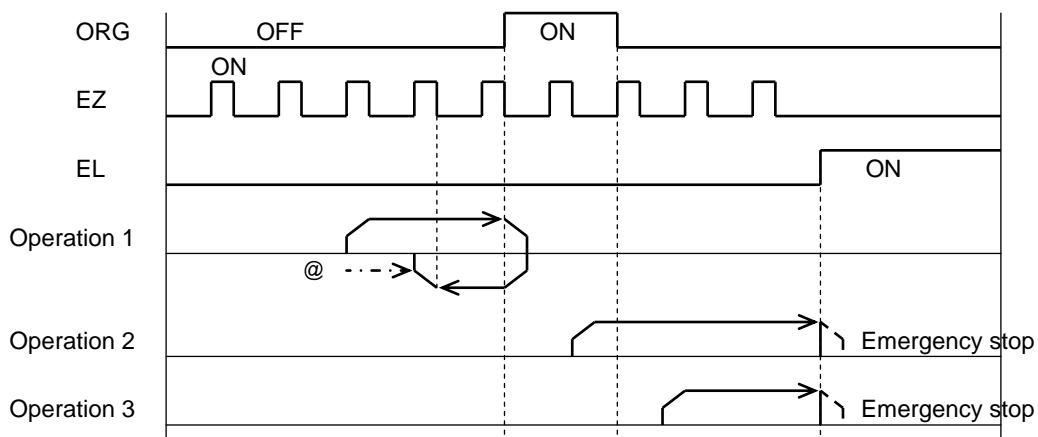 ORG OFF ON
ON
EZ
EL ON
Operation 1
@
Operation 2 Emergency stop
Operation 3 Emergency stop